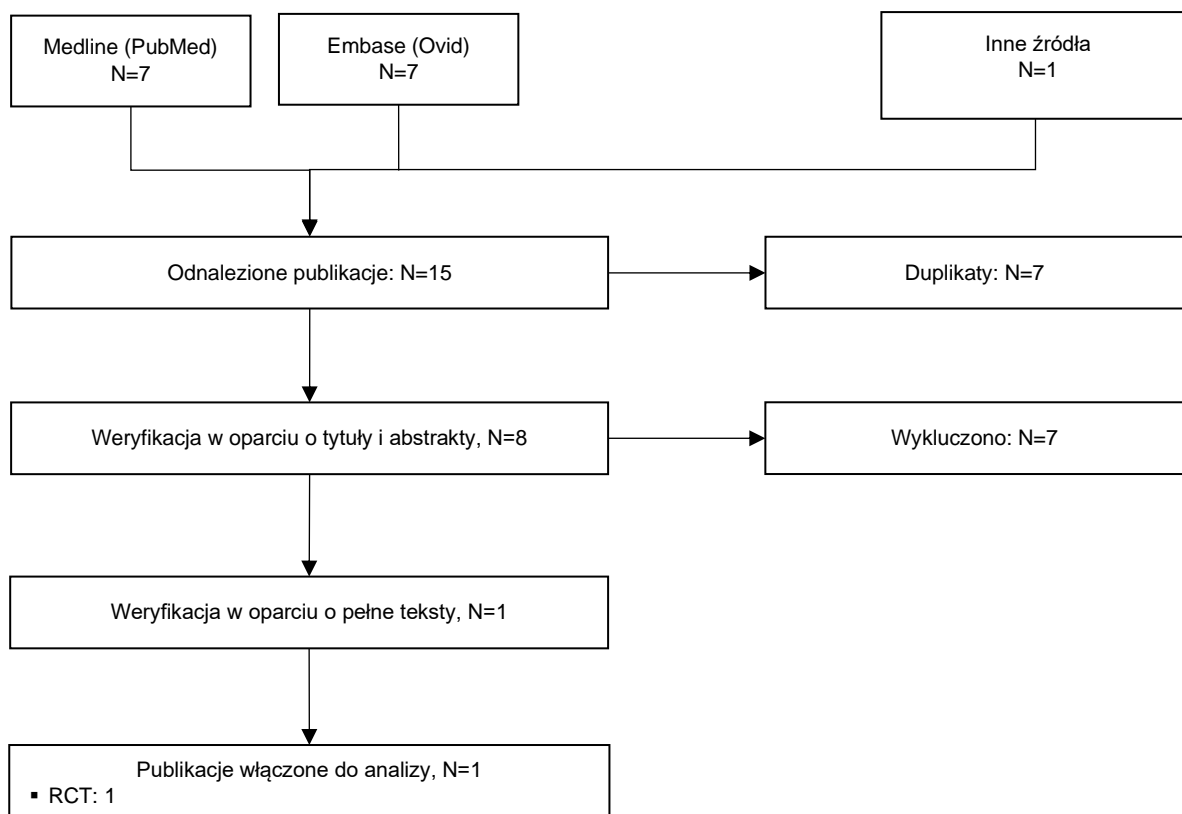 Medline (PubMed)
N=7
Embase (Ovid)
N=7
Inne źródła
N=1
Odnalezione publikacje: N=15
Duplikaty: N=7
Weryfikacja w oparciu o tytuły i abstrakty, N=8
Wykluczono: N=7
Weryfikacja w oparciu o pełne teksty, N=1
Publikacje włączone do analizy, N=1
▪ RCT: 1